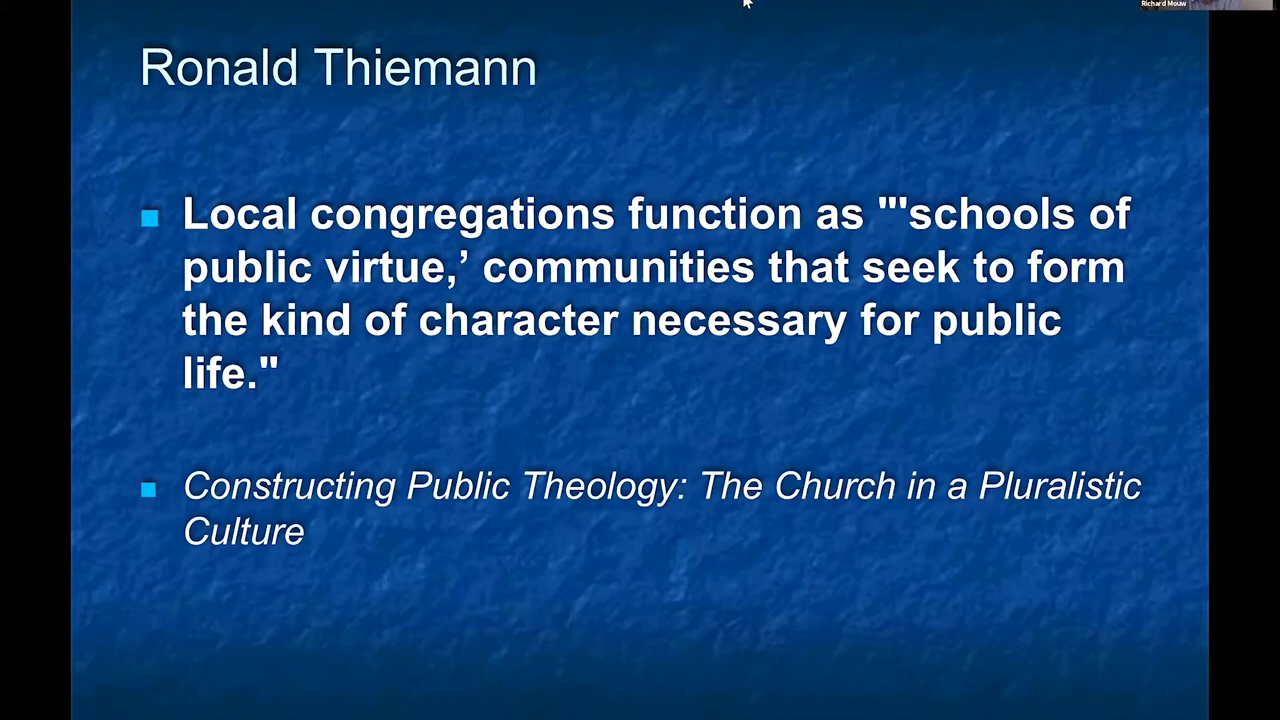 Richard Mouw
Ronald Thiemann
Local congregations function as "'schools of
public virtue,’ communities that seek to form
the kind of character necessary for public
life."
Constructing Public Theology: The Church in a Pluralistic
Culture